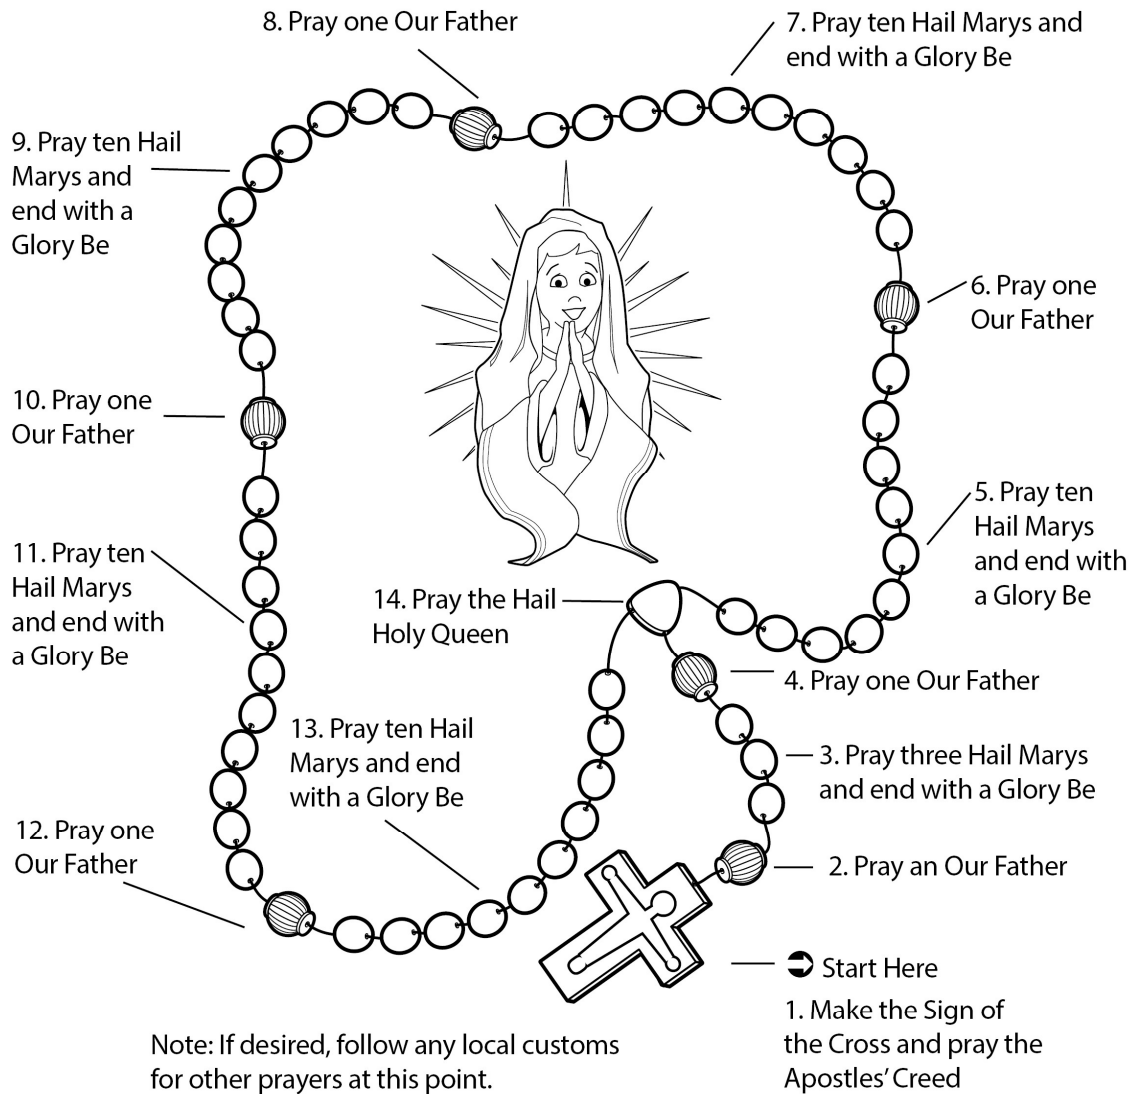 8. Pray one Our Father
7. Pray ten Hail Marys and
end with a Glory Be
9. Pray ten Hail
Marys and
end with a
Glory Be
6. Pray one
Our Father
10. Pray one
Our Father
5. Pray ten
Hail Marys
and end with
a Glory Be
11. Pray ten
Hail Marys
and end with
a Glory Be
14. Pray the Hail
Holy Queen
4. Pray one Our Father
13. Pray ten Hail
Marys and end
with a Glory Be
3. Pray three Hail Marys
and end with a Glory Be
12. Pray one
Our Father
2. Pray an Our Father
Start Here
1. Make the Sign of
the Cross and pray the
Apostles’ Creed
Note: If desired, follow any local customs
for other prayers at this point.